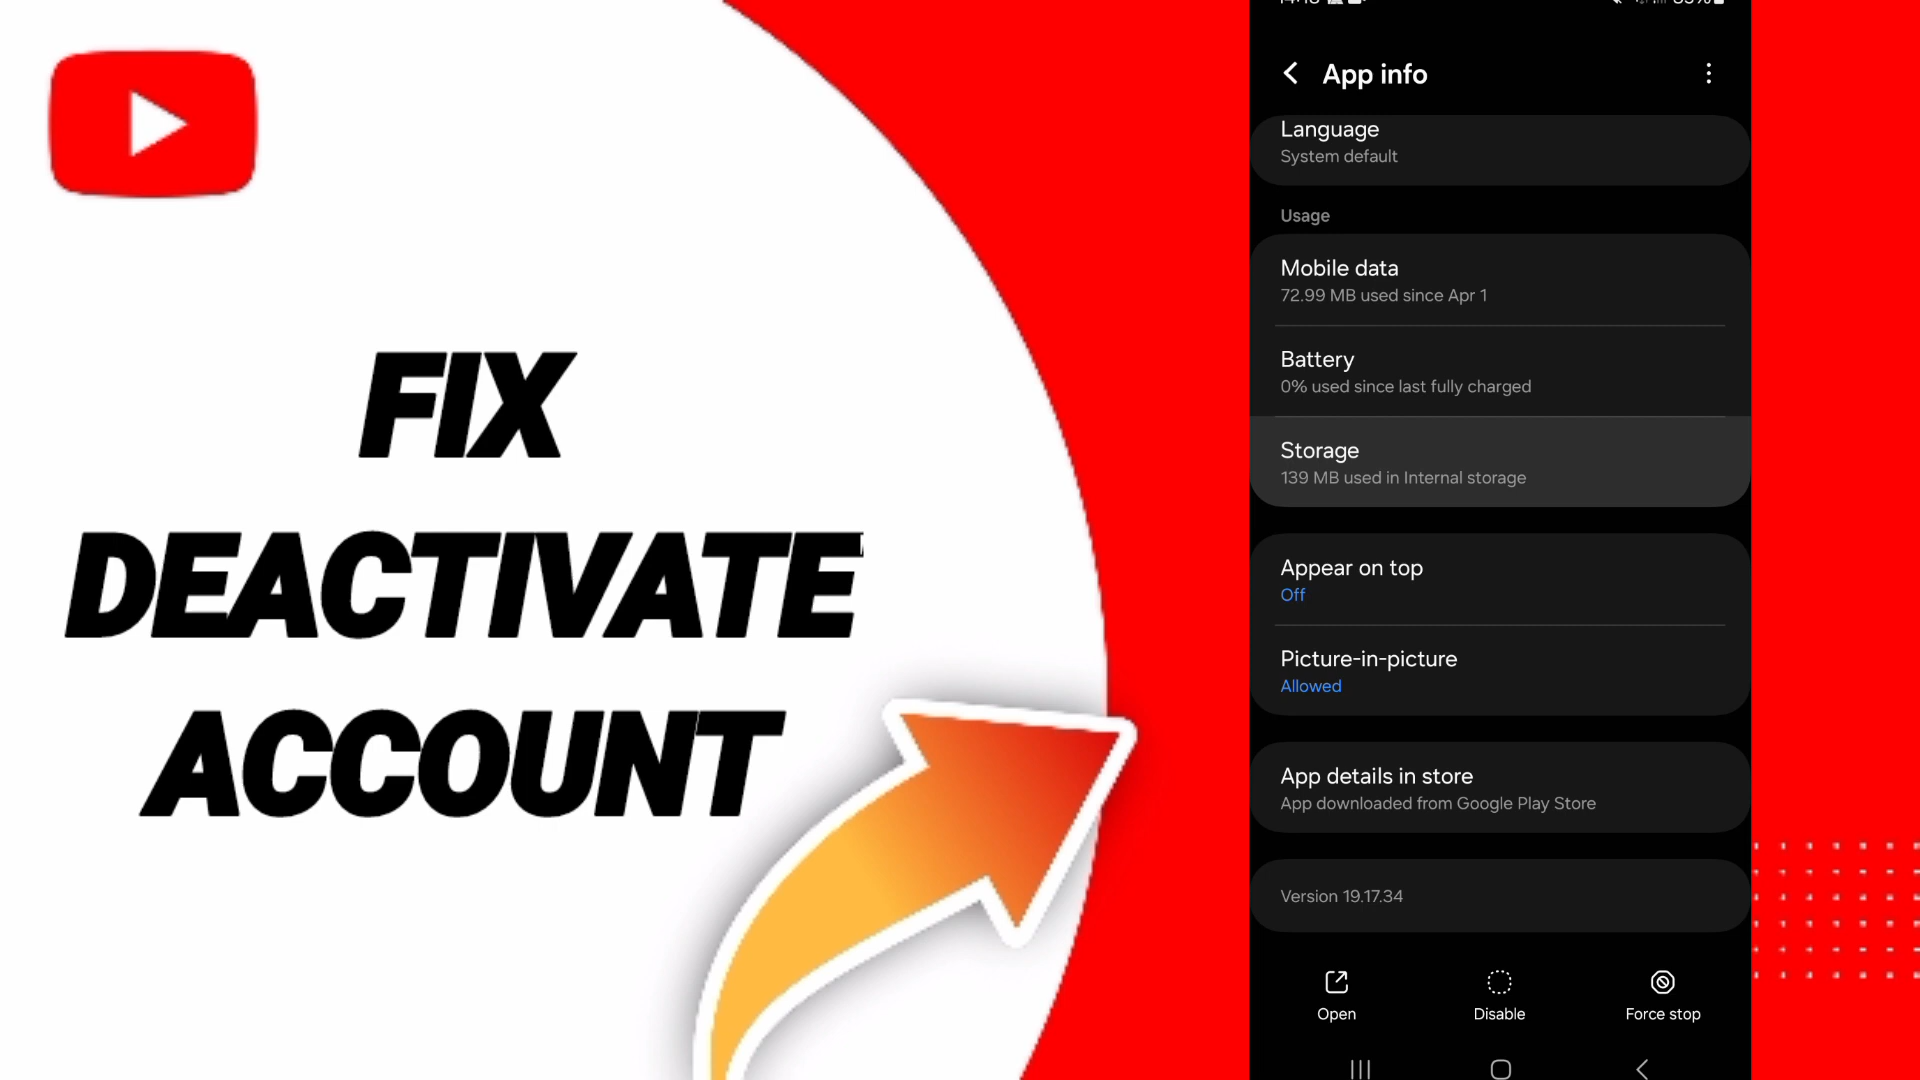 FIX
DEACTIVATE
ACCOUNT
App info
Language
System default
Usage
Mobile data
72.99 MB used since Apr 1
Battery
0% used since last fully charged
Storage
139 MB used in Internal storage
Appear on top
Off
Picture-in-picture
Allowed
App details in store
App downloaded from Google Play Store
Version 19.17.34
Open
Disable
Force stop